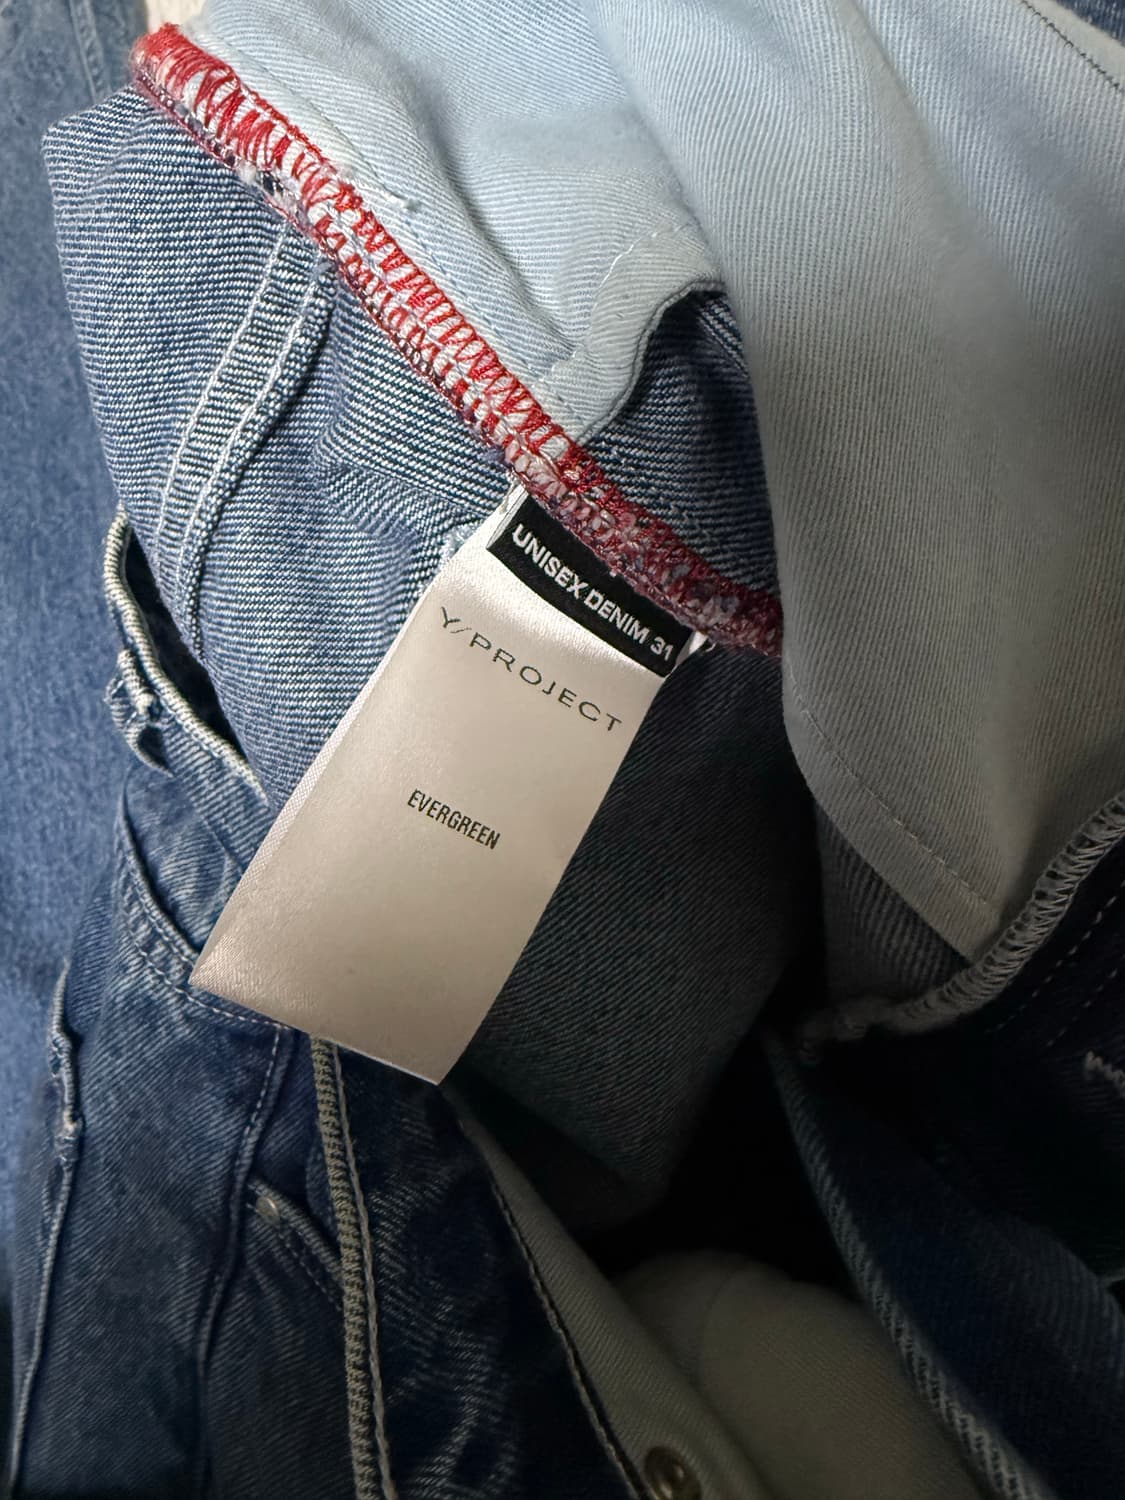 UNISEX DENIM 31
Y/PROJECT
EVERGREEN